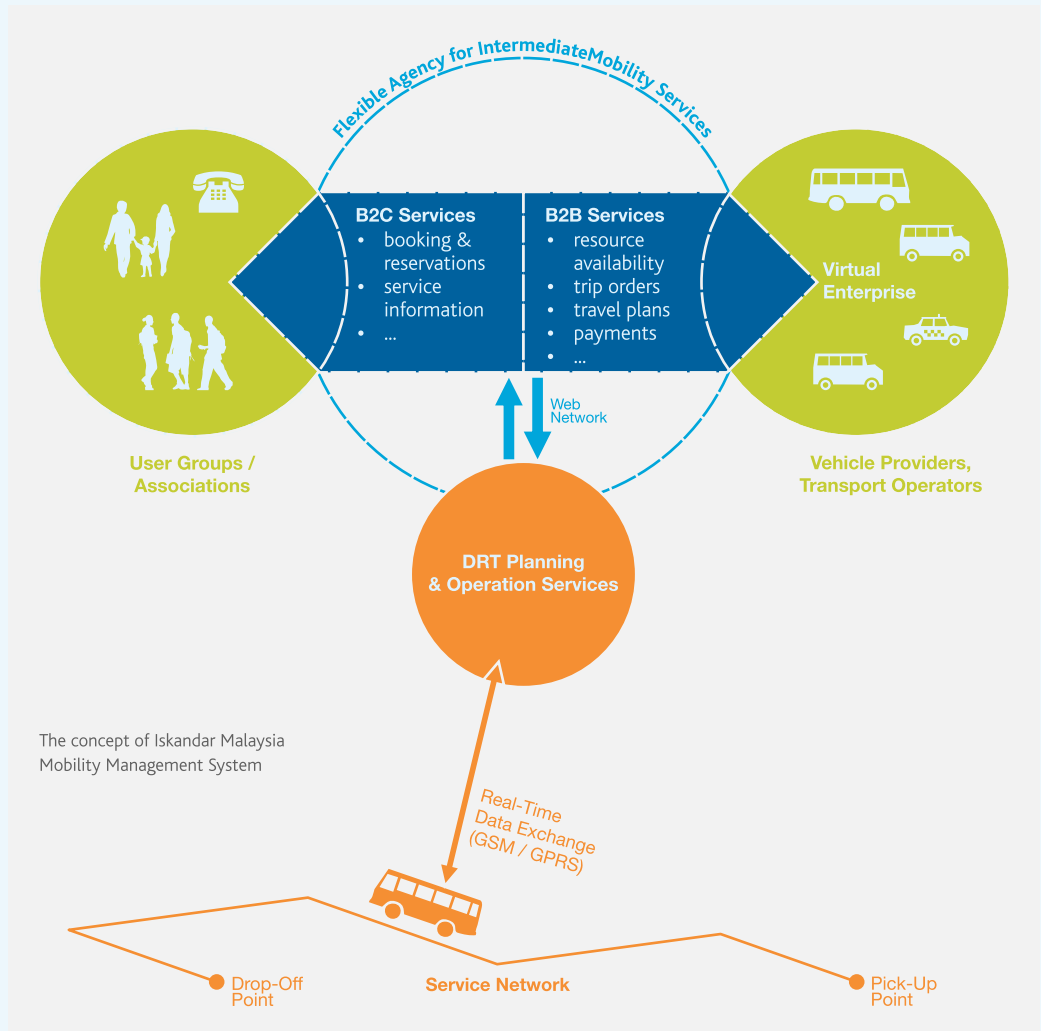 Flexible Agency for IntermediateMobility Services
B2C Services
• booking &
reservations
• service
information
• ...
B2B Services
• resource
availability
• trip orders
• travel plans
• payments
• ...
Virtual
Enterprise
Web
Network
User Groups /
Associations
Vehicle Providers,
Transport Operators
DRT Planning
& Operation Services
The concept of Iskandar Malaysia
Mobility Management System
Real-Time
Data Exchange
(GSM / GPRS)
Drop-Off
Point
Service Network
Pick-Up
Point